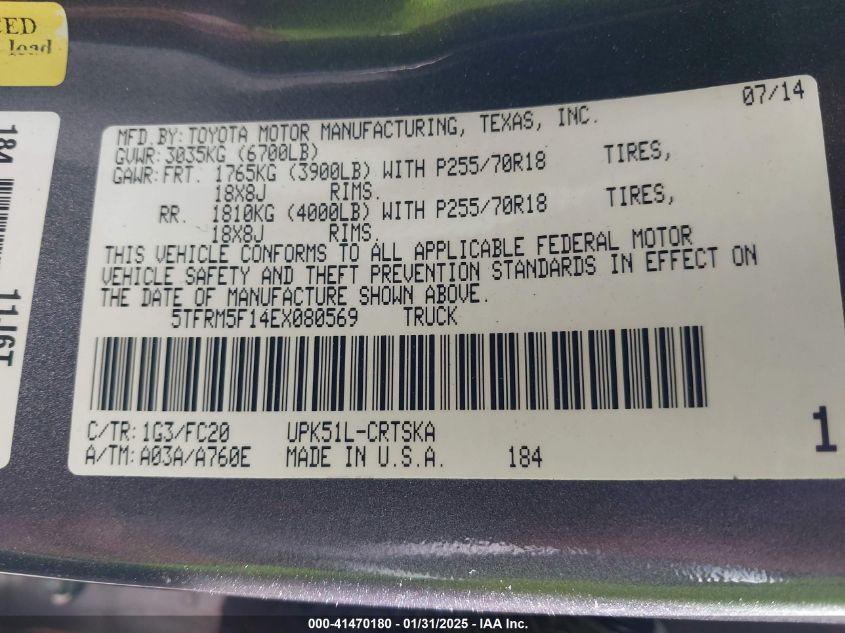 CED
load
07/14
MFD.BY:TOYOTA MOTOR MANUFACTURING, TEXAS, INC.
GVWR:3035KG (6700LB)
GAWR:FRT. 1765KG (3900LB) WITH P255/70R18 TIRES,
18X8J RIMS.
RR. 1810KG (4000LB) WITH P255/70R18 TIRES,
18X8J RIMS.
THIS VEHICLE CONFORMS TO ALL APPLICABLE FEDERAL MOTOR
VEHICLE SAFETY AND THEFT PREVENTION STANDARDS IN EFFECT ON
THE DATE OF MANUFACTURE SHOWN ABOVE.
5TFRM5F14EX080569 TRUCK
C/TR:1G3/FC20 UPK51L-CRTSKA
A/TM:A03A/A760E MADE IN U.S.A. 184
1
184
000-41470180 - 01/31/2025 - IAA Inc.